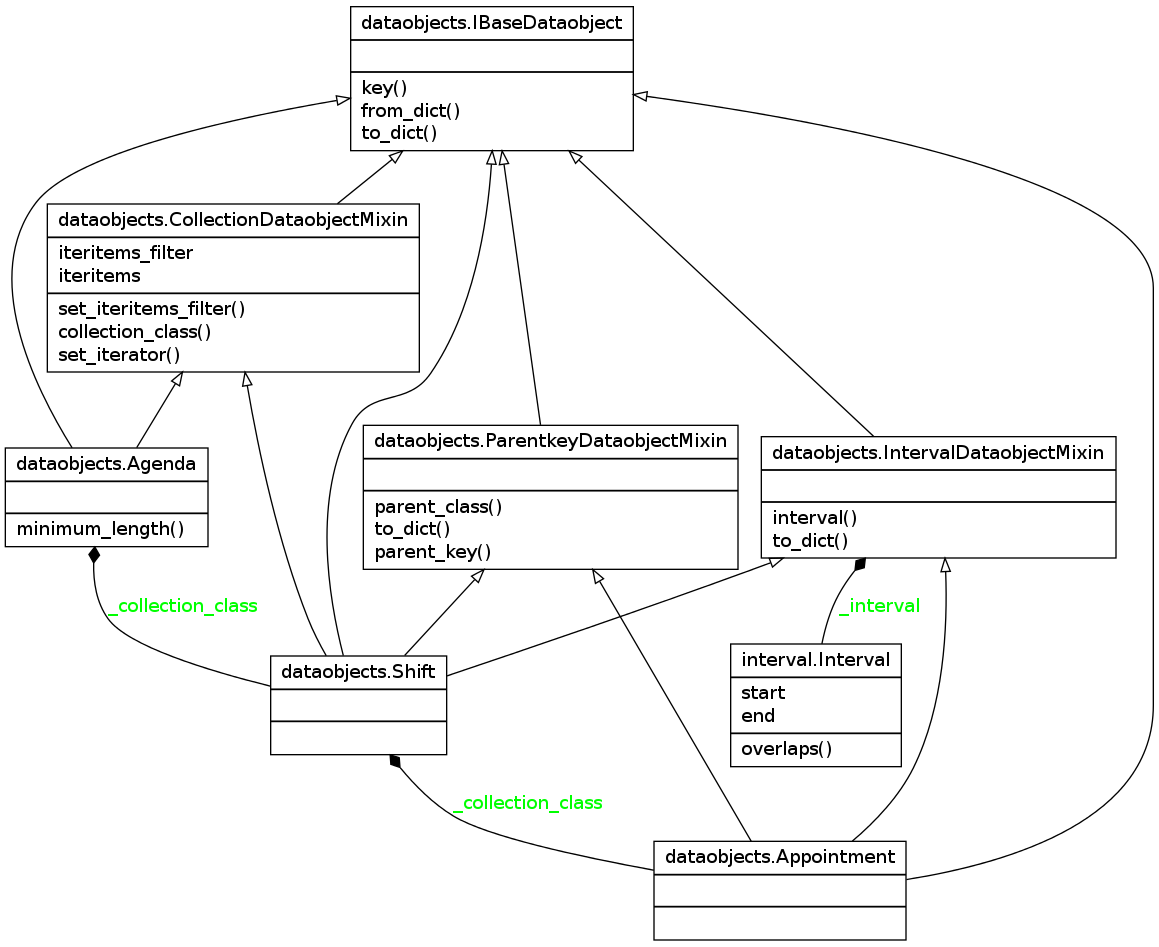 dataobjects.IBaseDataobject
key()
from_dict()
to_dict()
dataobjects.CollectionDataobjectMixin
iteritems_filter
iteritems
set_iteritems_filter()
collection_class()
set_iterator()
dataobjects.Agenda
minimum_length()
dataobjects.ParentkeyDataobjectMixin
parent_class()
to_dict()
parent_key()
dataobjects.IntervalDataobjectMixin
interval()
to_dict()
_collection_class
_interval
dataobjects.Shift
interval.Interval
start
end
overlaps()
_collection_class
dataobjects.Appointment